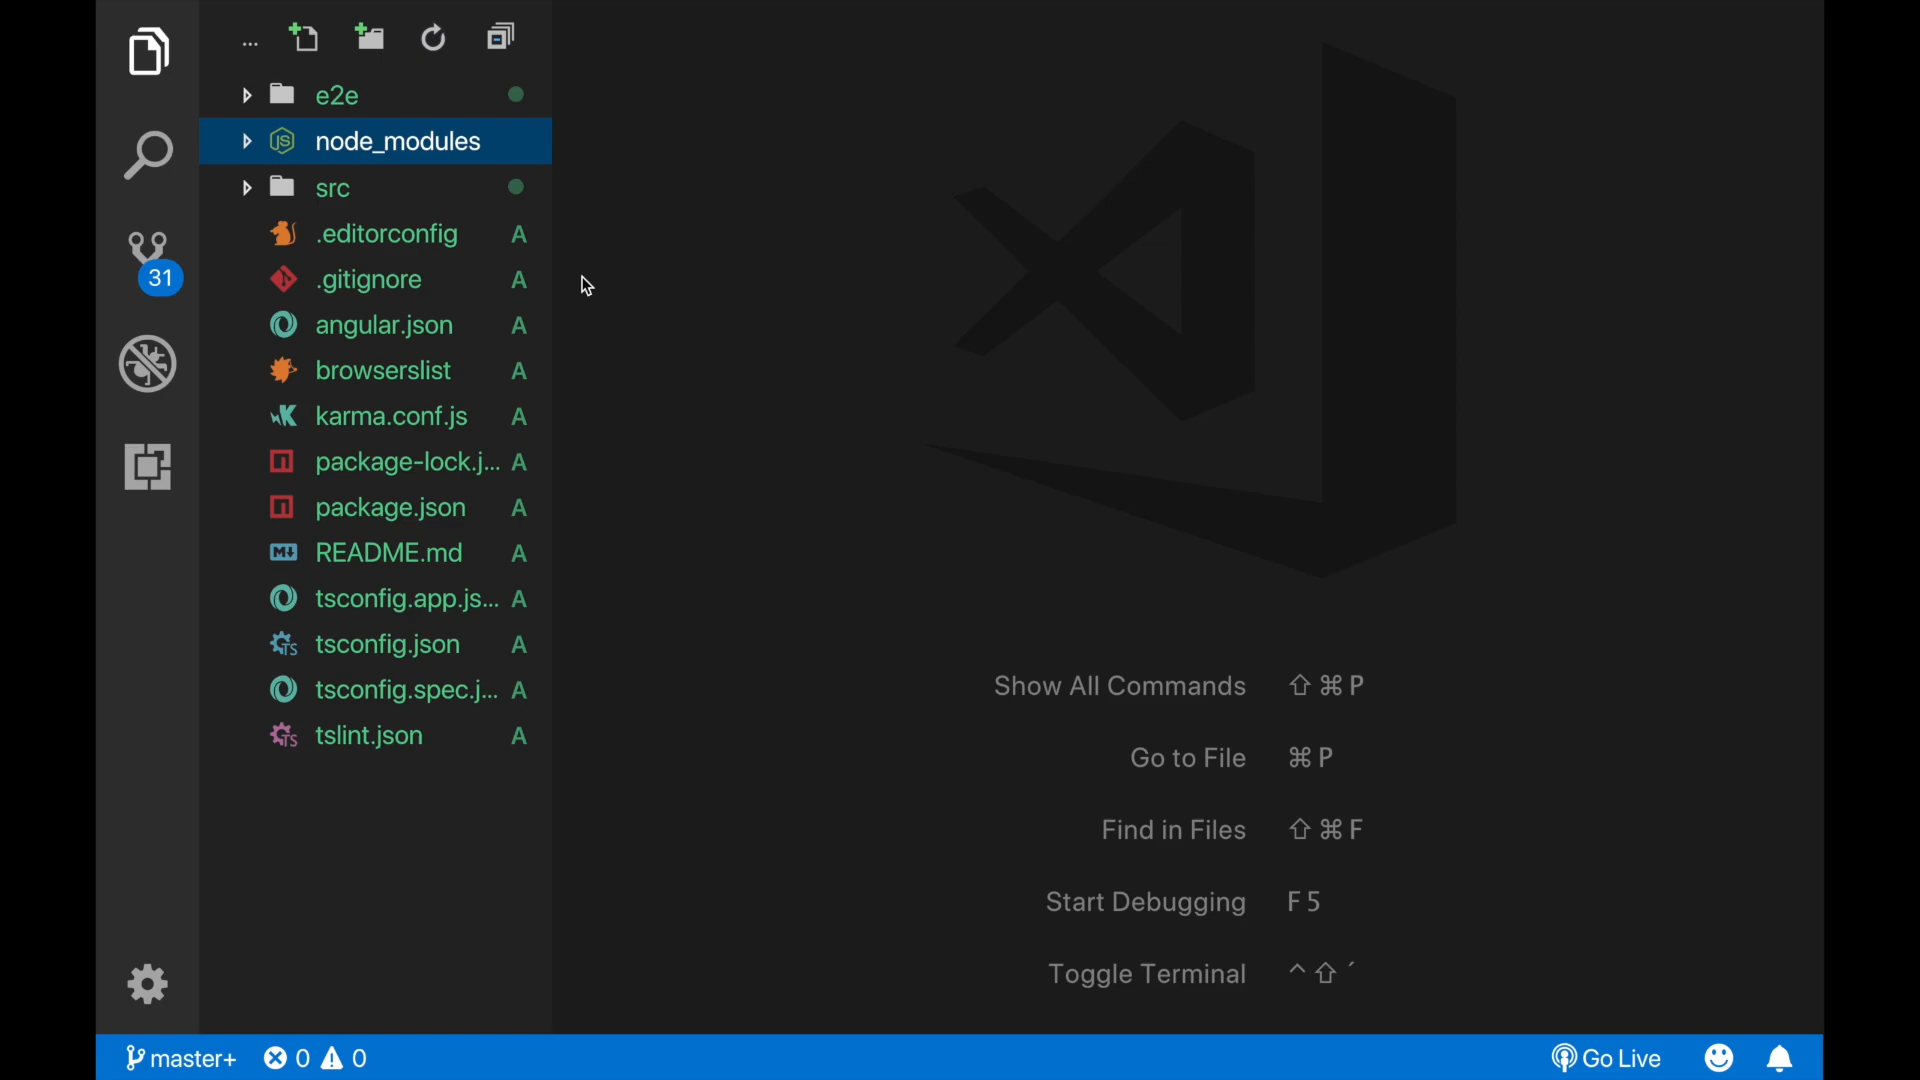 ...
e2e
node_modules
src
.editorconfig A
.gitignore A
angular.json A
browserslist A
karma.conf.js A
package-lock.j... A
package.json A
README.md A
tsconfig.app.js... A
tsconfig.json A
tsconfig.spec.j... A
tslint.json A
31
Show All Commands ⇧⌘P
Go to File ⌘P
Find in Files ⇧⌘F
Start Debugging F5
Toggle Terminal ^⇧´
master+ 0 0 Go Live